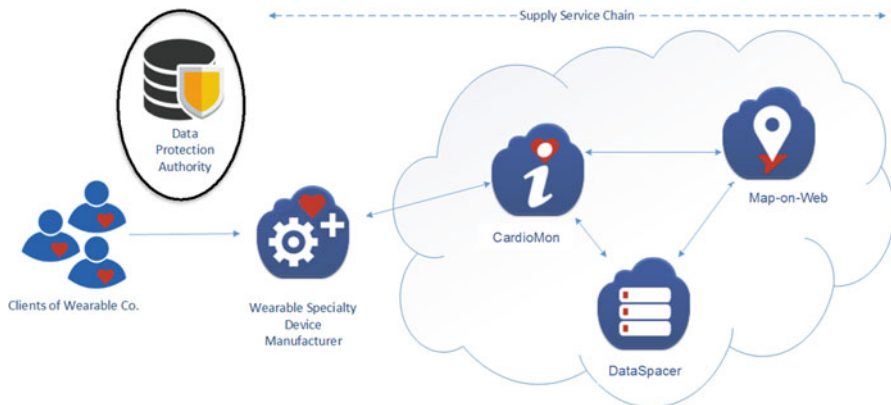 Supply Service Chain
Data
Protection
Authority
Map-on-Web
CardioMon
Clients of Wearable Co.
Wearable Specialty
Device
Manufacturer
DataSpacer